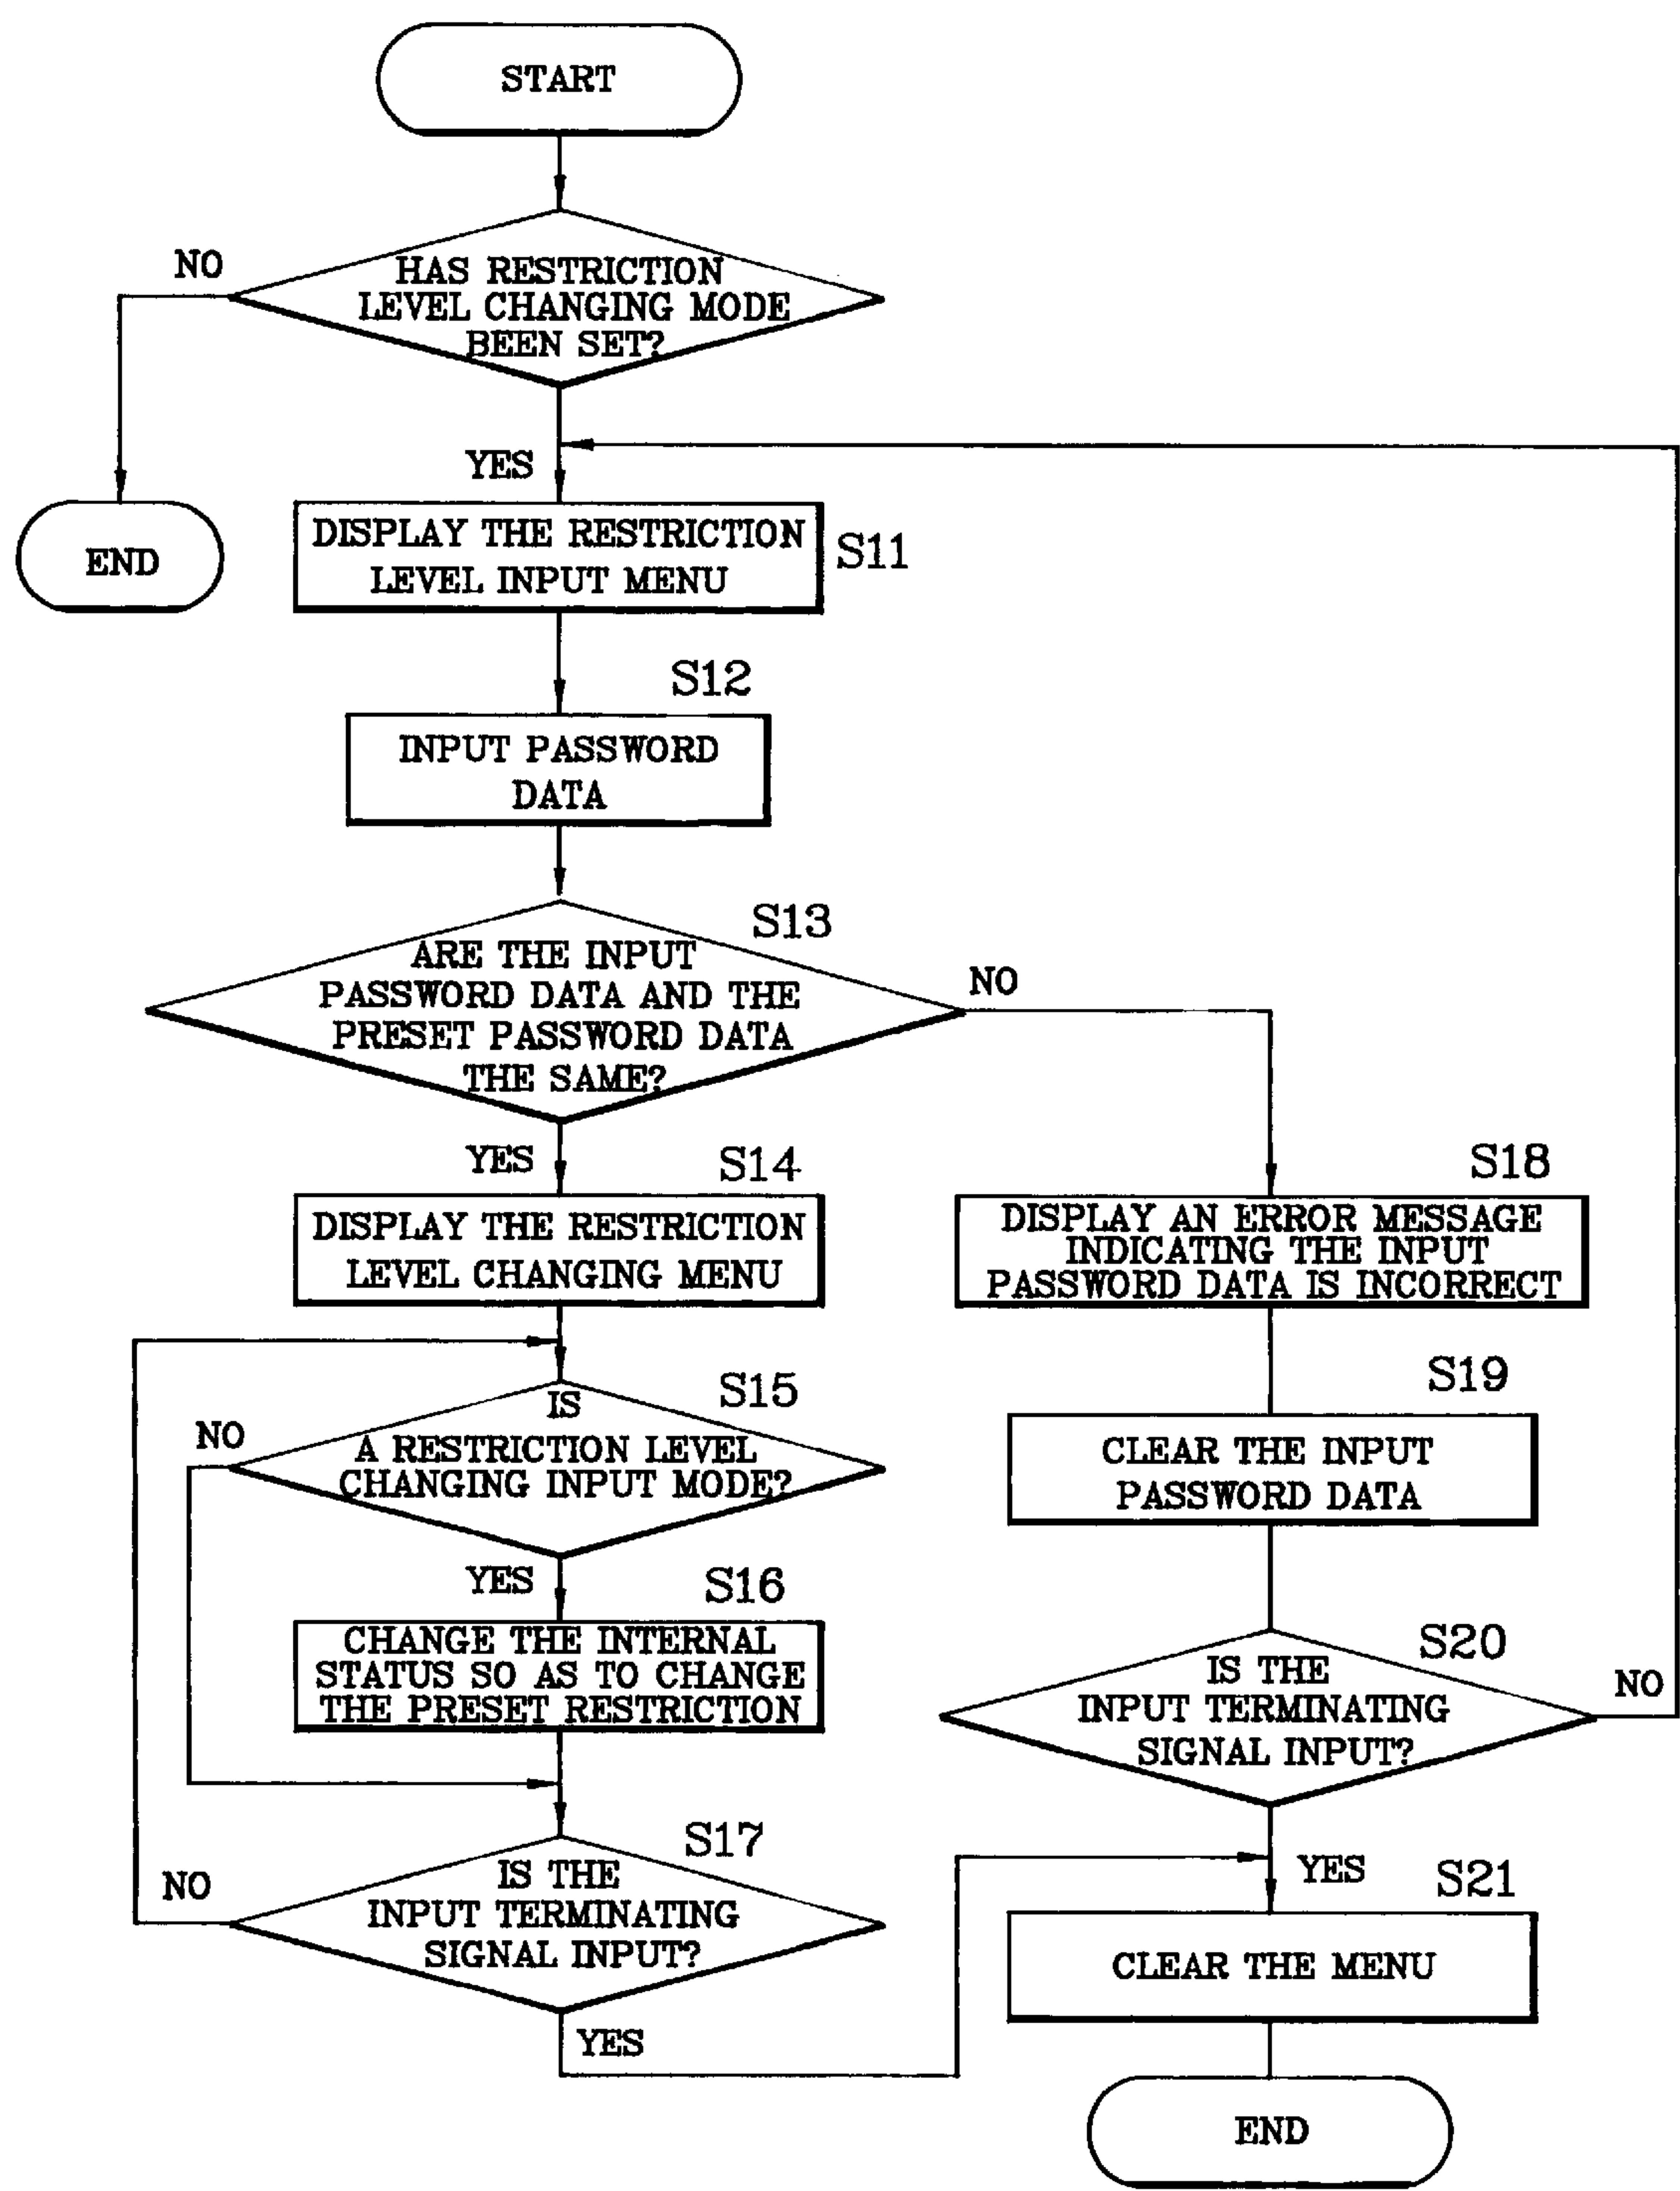 START
NO
HAS RESTRICTION
LEVEL CHANGING MODE
BEEN SET?
YES
END
DISPLAY THE RESTRICTION
LEVEL INPUT MENU
S11
S12
INPUT PASSWORD
DATA
S13
ARE THE INPUT
PASSWORD DATA AND THE
PRESET PASSWORD DATA
THE SAME?
NO
YES
S14
DISPLAY THE RESTRICTION
LEVEL CHANGING MENU
S15
IS
A RESTRICTION LEVEL
CHANGING INPUT MODE?
NO
YES
S16
CHANGE THE INTERNAL
STATUS SO AS TO CHANGE
THE PRESET RESTRICTION
S17
IS THE
INPUT TERMINATING
SIGNAL INPUT?
NO
YES
S18
DISPLAY AN ERROR MESSAGE
INDICATING THE INPUT
PASSWORD DATA IS INCORRECT
S19
CLEAR THE INPUT
PASSWORD DATA
S20
IS THE
INPUT TERMINATING
SIGNAL INPUT?
NO
YES
S21
CLEAR THE MENU
END